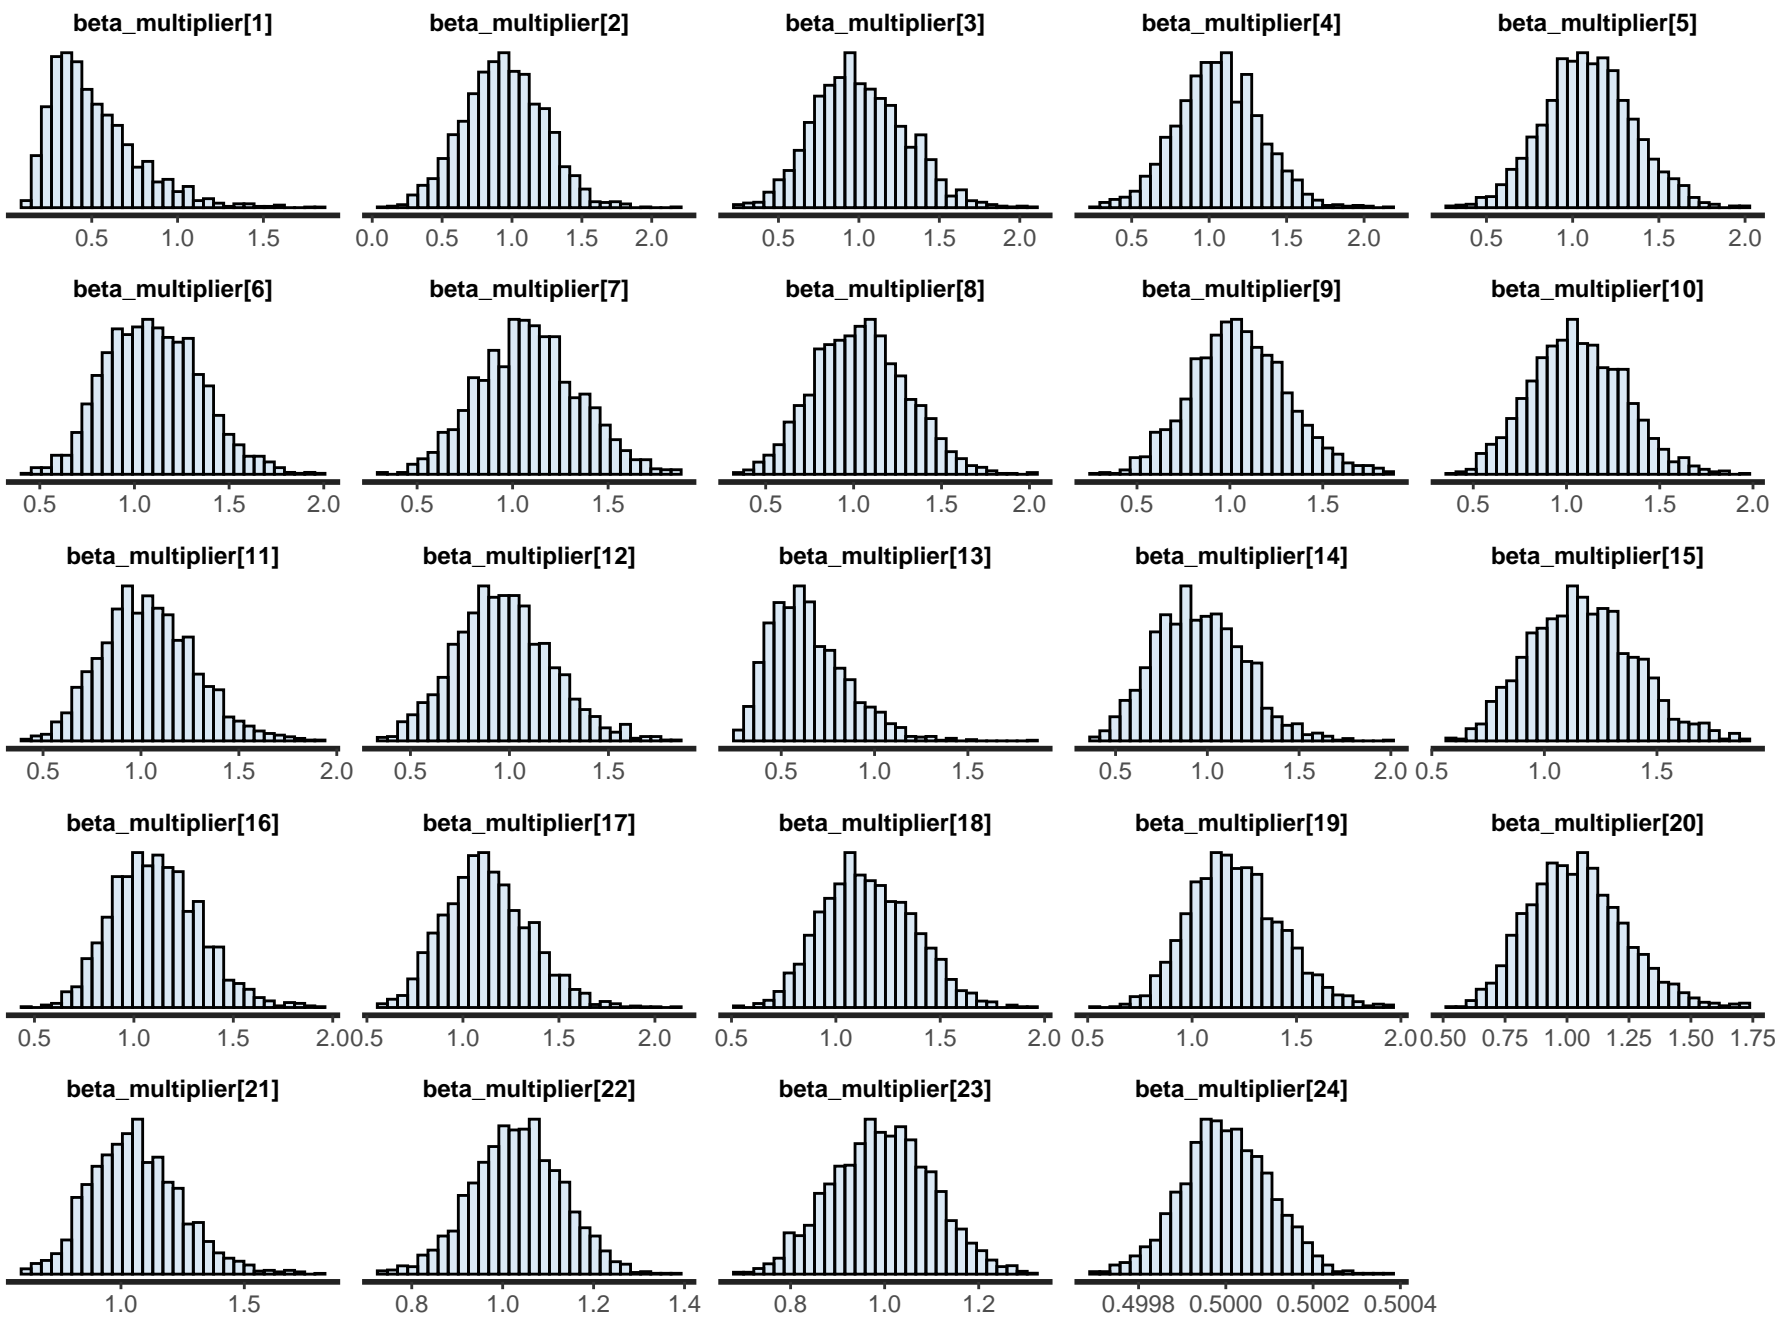 beta_multiplier[1] beta_multiplier[2] beta_multiplier[3] beta_multiplier[4] beta_multiplier[5]
0.5 1.0 1.5 0.0 0.5 1.0 1.5 2.0 0.5 1.0 1.5 2.0 0.5 1.0 1.5 2.0 0.5 1.0 1.5 2.0
beta_multiplier[6] beta_multiplier[7] beta_multiplier[8] beta_multiplier[9] beta_multiplier[10]
0.5 1.0 1.5 2.0 0.5 1.0 1.5 0.5 1.0 1.5 2.0 0.5 1.0 1.5 0.5 1.0 1.5 2.0
beta_multiplier[11] beta_multiplier[12] beta_multiplier[13] beta_multiplier[14] beta_multiplier[15]
0.5 1.0 1.5 2.0 0.5 1.0 1.5 0.5 1.0 1.5 0.5 1.0 1.5 2.0 0.5 1.0 1.5
beta_multiplier[16] beta_multiplier[17] beta_multiplier[18] beta_multiplier[19] beta_multiplier[20]
0.5 1.0 1.5 2.0 0.5 1.0 1.5 2.0 0.5 1.0 1.5 2.0 0.5 1.0 1.5 2.0 0.50 0.75 1.00 1.25 1.50 1.75
beta_multiplier[21] beta_multiplier[22] beta_multiplier[23] beta_multiplier[24]
1.0 1.5 0.8 1.0 1.2 1.4 0.8 1.0 1.2 0.4998 0.5000 0.5002 0.5004